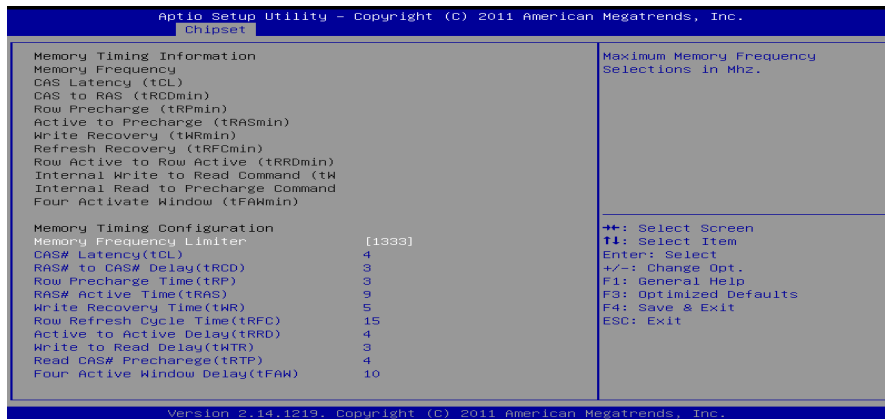 Aptio Setup Utility – Copyright (C) 2011 American Megatrends, Inc.
Chipset
Memory Timing Information
Memory Frequency
CAS Latency (tCL)
CAS to RAS (tRCDmin)
Row Precharge (tRPmin)
Active to Precharge (tRASmin)
Write Recovery (tWRmin)
Refresh Recovery (tRFCmin)
Row Active to Row Active (tRRDmin)
Internal Write to Read Command (tW
Internal Read to Precharge Command
Four Activate Window (tFAWmin)
Memory Timing Configuration
Memory Frequency Limiter [1333]
CAS# Latency(tCL) 4
RAS# to CAS# Delay(tRCD) 3
Row Precharge Time(tRP) 3
RAS# Active Time(tRAS) 9
Write Recovery Time(tWR) 5
Row Refresh Cycle Time(tRFC) 15
Active to Active Delay(tRRD) 4
Write to Read Delay(tWTR) 3
Read CAS# Precharege(tRTP) 4
Four Active Window Delay(tFAW) 10
Maximum Memory Frequency
Selections in Mhz.
→←: Select Screen
↑↓: Select Item
Enter: Select
+/-: Change Opt.
F1: General Help
F3: Optimized Defaults
F4: Save & Exit
ESC: Exit
Version 2.14.1219. Copyright (C) 2011 American Megatrends, Inc.